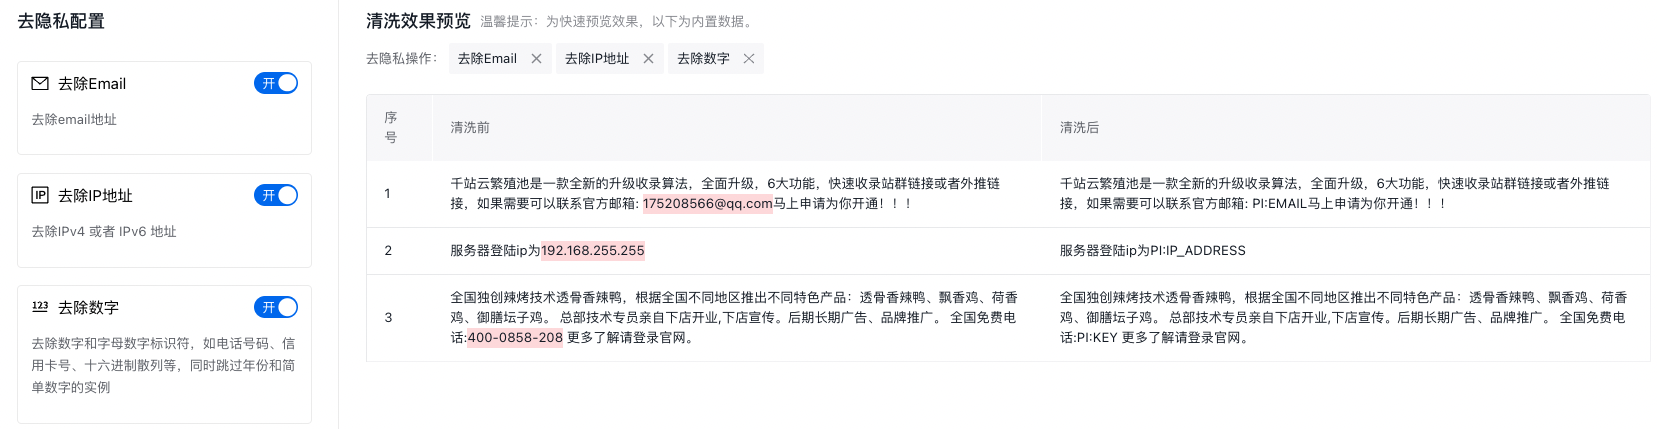 去隐私配置
去除Email
开
去除email地址
IP
去除IP地址
开
去除IPv4 或者 IPv6 地址
123
去除数字
开
去除数字和字母数字标识符，如电话号码、信
用卡号、十六进制散列等，同时跳过年份和简
单数字的实例
清洗效果预览 温馨提示：为快速预览效果，以下为内置数据。
去隐私操作： 去除Email 去除IP地址 去除数字
序
号
清洗前
清洗后
1
千站云繁殖池是一款全新的升级收录算法，全面升级，6大功能，快速收录站群链接或者外推链
接，如果需要可以联系官方邮箱: 175208566@qq.com马上申请为你开通！！！
千站云繁殖池是一款全新的升级收录算法，全面升级，6大功能，快速收录站群链接或者外推链
接，如果需要可以联系官方邮箱: PI:EMAIL马上申请为你开通！！！
2
服务器登陆ip为192.168.255.255
服务器登陆ip为PI:IP_ADDRESS
3
全国独创辣烤技术透骨香辣鸭，根据全国不同地区推出不同特色产品：透骨香辣鸭、飘香鸡、荷香
鸡、御膳坛子鸡。 总部技术专员亲自下店开业,下店宣传。后期长期广告、品牌推广。 全国免费电
话:400-0858-208 更多了解请登录官网。
全国独创辣烤技术透骨香辣鸭，根据全国不同地区推出不同特色产品：透骨香辣鸭、飘香鸡、荷香
鸡、御膳坛子鸡。 总部技术专员亲自下店开业,下店宣传。后期长期广告、品牌推广。 全国免费电
话:PI:KEY 更多了解请登录官网。